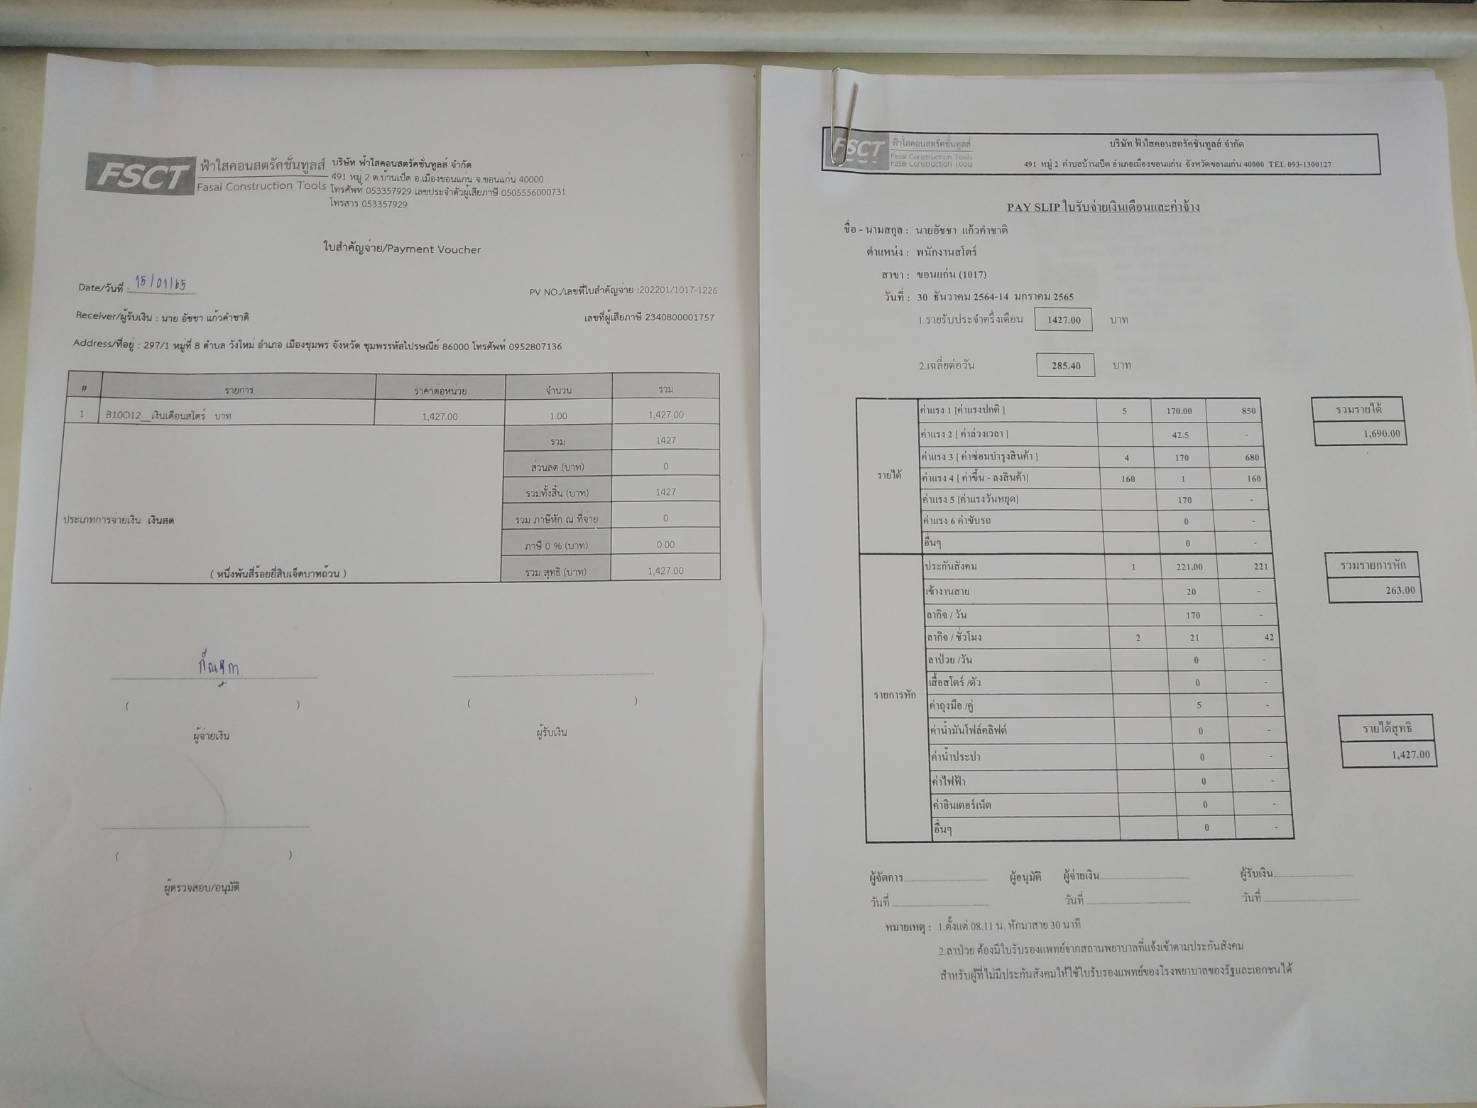 FSCT
ฟ้าใสคอนสตรัคชั่นทูลส์
Fasai Construction Tools
บริษัท ฟ้าใสคอนสตรัคชั่นทูลส์ จำกัด
491 หมู่ 2 ต.บ้านเป็ด อ.เมืองขอนแก่น จ.ขอนแก่น 40000
โทรศัพท์ 053357929 เลขประจำตัวผู้เสียภาษี 0505556000731
โทรสาร 053357929
ใบสำคัญจ่าย/Payment Voucher
Date/วันที่ : 15/01/65
PV NO./เลขที่ใบสำคัญจ่าย :202201/1017-1226
Receiver/ผู้รับเงิน : นาย อัชชา แก้วคำชาติ
เลขที่ผู้เสียภาษี 2340800001757
Address/ที่อยู่ : 297/1 หมู่ที่ 8 ตำบล วังใหม่ อำเภอ เมืองชุมพร จังหวัด ชุมพรรหัสไปรษณีย์ 86000 โทรศัพท์ 0952807136
# รายการ ราคาต่อหน่วย จำนวน รวม
1 B10O12__เงินเดือนสโตร์ บาท 1,427.00 1.00 1,427.00
รวม 1427
ส่วนลด (บาท) 0
รวมทั้งสิ้น (บาท) 1427
ประเภทการจ่ายเงิน เงินสด
รวม ภาษีหัก ณ ที่จ่าย 0
ภาษี 0 % (บาท) 0.00
( หนึ่งพันสี่ร้อยยี่สิบเจ็ดบาทถ้วน )
รวม สุทธิ (บาท) 1,427.00
( )
( )
ผู้จ่ายเงิน
ผู้รับเงิน
( )
ผู้ตรวจสอบ/อนุมัติ
FSCT
ฟ้าใสคอนสตรัคชั่นทูลส์
Fasai Construction Tools
บริษัท ฟ้าใสคอนสตรัคชั่นทูลส์ จำกัด
491 หมู่ 2 ตำบลบ้านเป็ด อำเภอเมืองขอนแก่น จังหวัดขอนแก่น 40000 TEL 093-1300127
PAY SLIP ใบรับจ่ายเงินเดือนและค่าจ้าง
ชื่อ - นามสกุล : นายอัชชา แก้วคำชาติ
ตำแหน่ง : พนักงานสโตร์
สาขา : ขอนแก่น (1017)
วันที่ : 30 ธันวาคม 2564-14 มกราคม 2565
1.รายรับประจำครึ่งเดือน 1427.00 บาท
2.เฉลี่ยต่อวัน 285.40 บาท
รายได้
ค่าแรง 1 [ค่าแรงปกติ ] 5 170.00 850
ค่าแรง 2 [ ค่าล่วงเวลา ] 42.5 -
ค่าแรง 3 [ ค่าซ่อมบำรุงสินค้า ] 4 170 680
ค่าแรง 4 [ ค่าขึ้น - ลงสินค้า] 160 1 160
ค่าแรง 5 [ค่าแรงวันหยุด] 170 -
ค่าแรง 6 ค่าขับรถ 0 -
อื่นๆ 0 -
รวมรายได้
1,690.00
รายการหัก
ประกันสังคม 1 221.00 221
เข้างานสาย 20 -
ลากิจ / วัน 170 -
ลากิจ / ชั่วโมง 2 21 42
ลาป่วย /วัน 0 -
เสื้อสโตร์ /ตัว 0 -
ค่าถุงมือ /คู่ 5 -
ค่าน้ำมันโฟล์คลิฟต์ 0 -
ค่าน้ำประปา 0 -
ค่าไฟฟ้า 0 -
ค่าอินเตอร์เน็ต 0 -
อื่นๆ 0 -
รวมรายการหัก
263.00
รายได้สุทธิ
1,427.00
ผู้จัดการ ผู้อนุมัติ ผู้จ่ายเงิน ผู้รับเงิน
วันที่ วันที่ วันที่
หมายเหตุ : 1.ตั้งแต่ 08.11 น. หักมาสาย 30 นาที
2.ลาป่วย ต้องมีใบรับรองแพทย์จากสถานพยาบาลที่แจ้งเข้าตามประกันสังคม
สำหรับผู้ที่ไม่มีประกันสังคมให้ใช้ใบรับรองแพทย์ของโรงพยาบาลของรัฐและเอกชนได้